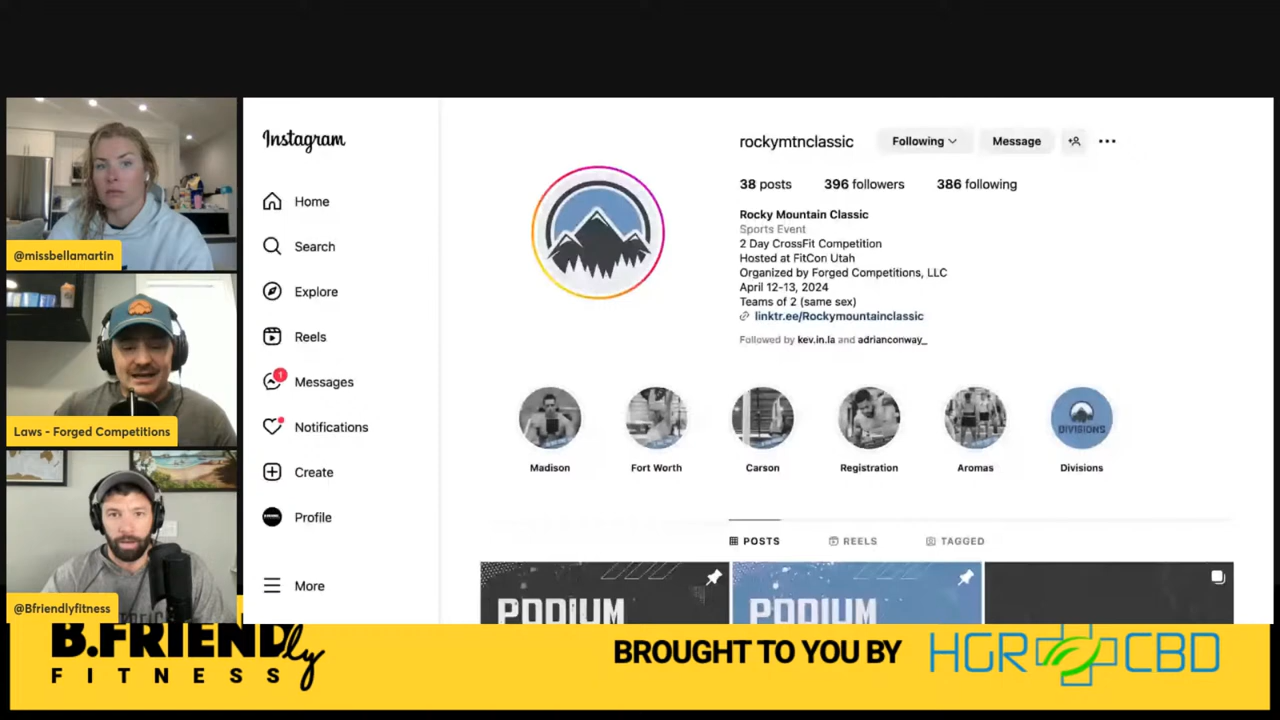 @missbellamartin
Laws - Forged Competitions
@Bfriendlyfitness
Instagram
Home
Search
Explore
Reels
1
Messages
Notifications
Create
Profile
More
rockymtnclassic
Following
Message
38 posts 396 followers 386 following
Rocky Mountain Classic
Sports Event
2 Day CrossFit Competition
Hosted at FitCon Utah
Organized by Forged Competitions, LLC
April 12-13, 2024
Teams of 2 (same sex)
linktr.ee/Rockymountainclassic
Followed by kev.in.la and adrianconway_
DIVISIONS
Madison Fort Worth Carson Registration Aromas Divisions
POSTS REELS TAGGED
PODIUM PODIUM
B.FRIENDly
FITNESS
BROUGHT TO YOU BY HGR CBD